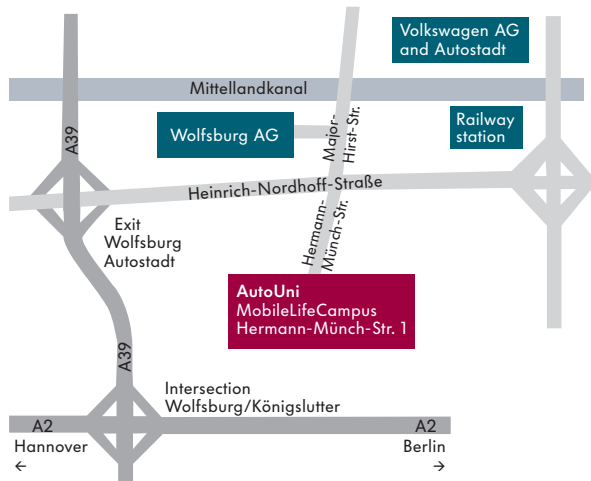 Volkswagen AG
and Autostadt
Mittellandkanal
A39
Wolfsburg AG
Major-
Hirst-Str.
Railway
station
Heinrich-Nordhoff-Straße
Exit
Wolfsburg
Autostadt
Hermann-
Münch-Str.
AutoUni
MobileLifeCampus
Hermann-Münch-Str. 1
A39
Intersection
Wolfsburg/Königslutter
A2
A2
Hannover
←
Berlin
→